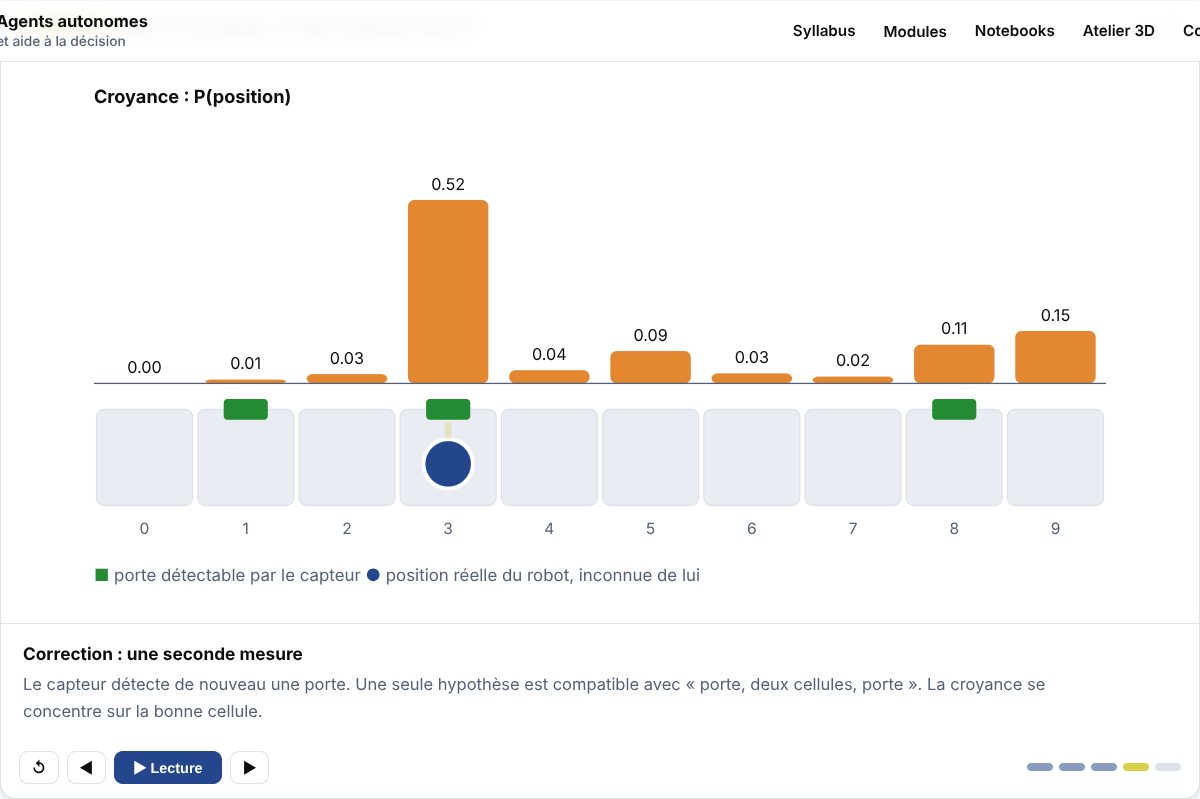 Agents autonomes
et aide à la décision
Syllabus Modules Notebooks Atelier 3D
Croyance : P(position)
0.00 0.01 0.03 0.52 0.04 0.09 0.03 0.02 0.11 0.15
0 1 2 3 4 5 6 7 8 9
porte détectable par le capteur position réelle du robot, inconnue de lui
Correction : une seconde mesure
Le capteur détecte de nouveau une porte. Une seule hypothèse est compatible avec « porte, deux cellules, porte ». La croyance se
concentre sur la bonne cellule.
Lecture